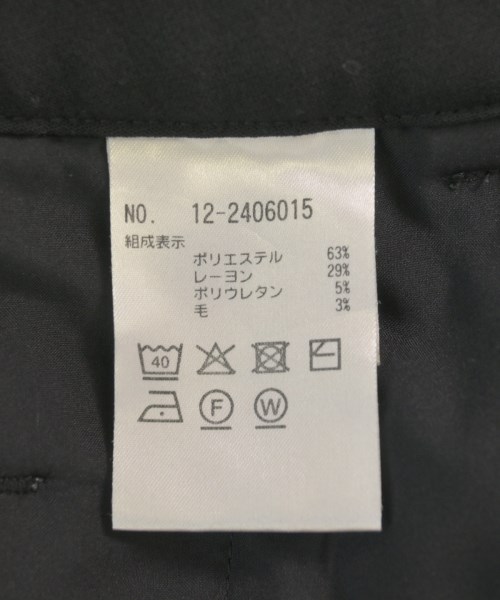 NO. 12-2406015
組成表示
ポリエステル 63%
レーヨン 29%
ポリウレタン 5%
毛 3%
40
F W